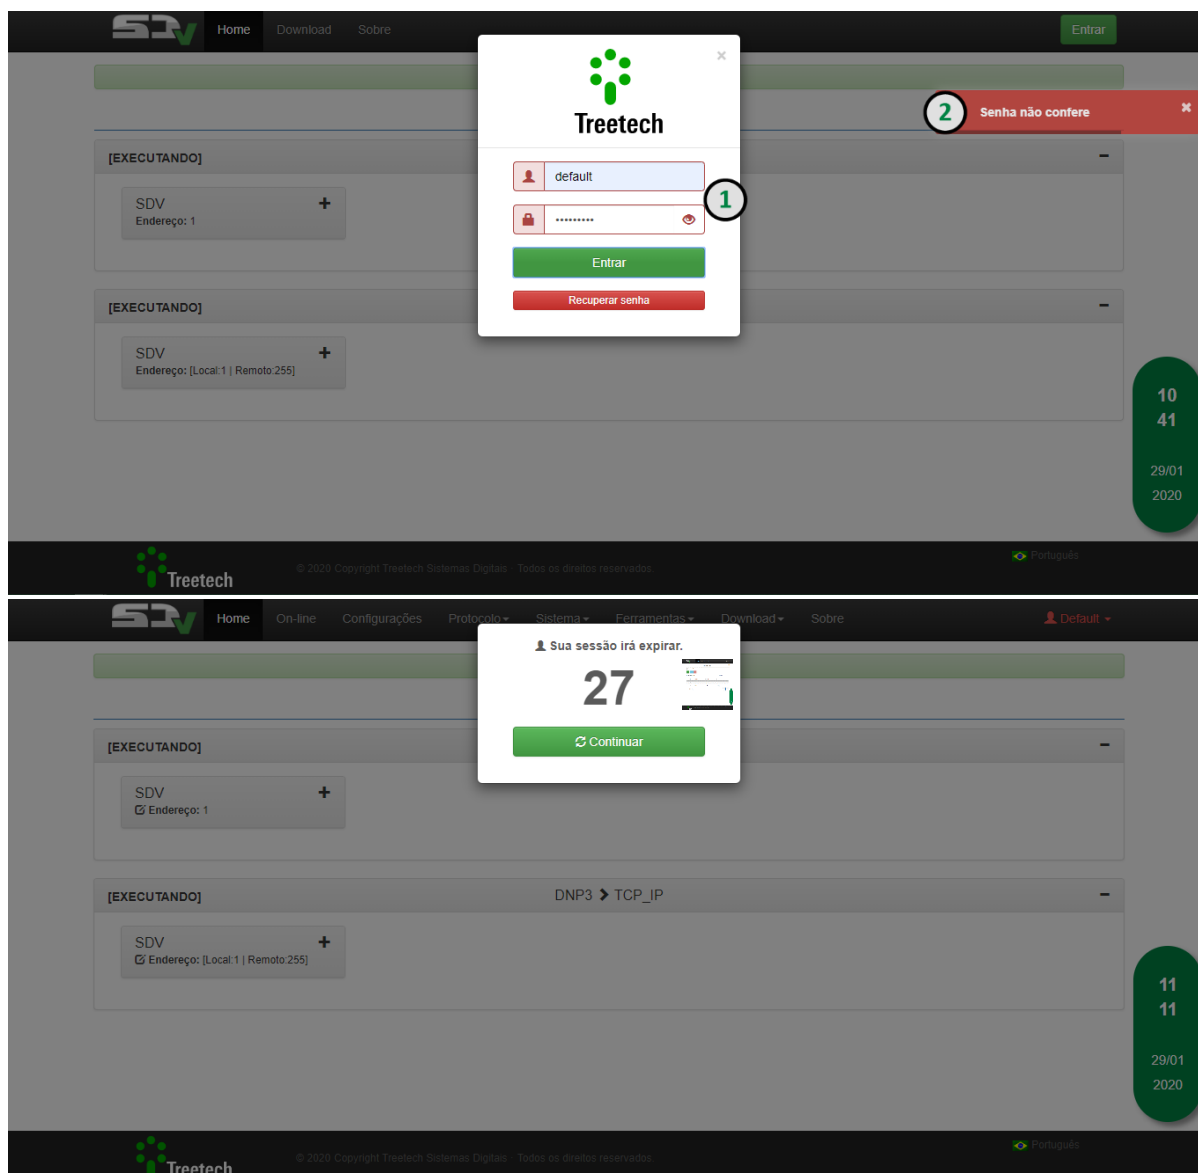 SDV Home Download Sobre Entrar
×
Treetech
2 Senha não confere ✖
[EXECUTANDO] −
default
1
SDV +
Endereço: 1
•••••••••
Entrar
Recuperar senha
[EXECUTANDO] −
SDV +
Endereço: [Local:1 | Remoto:255]
10
41
29/01
2020
Treetech
© 2020 Copyright Treetech Sistemas Digitais - Todos os direitos reservados.
Português
SDV Home On-line Configurações Protocolo Sistema Ferramentas Download Sobre Default
Sua sessão irá expirar.
27
Continuar
[EXECUTANDO] −
SDV +
Endereço: 1
[EXECUTANDO] DNP3 > TCP_IP −
SDV +
Endereço: [Local:1 | Remoto:255]
11
11
29/01
2020
Treetech
© 2020 Copyright Treetech Sistemas Digitais - Todos os direitos reservados.
Português